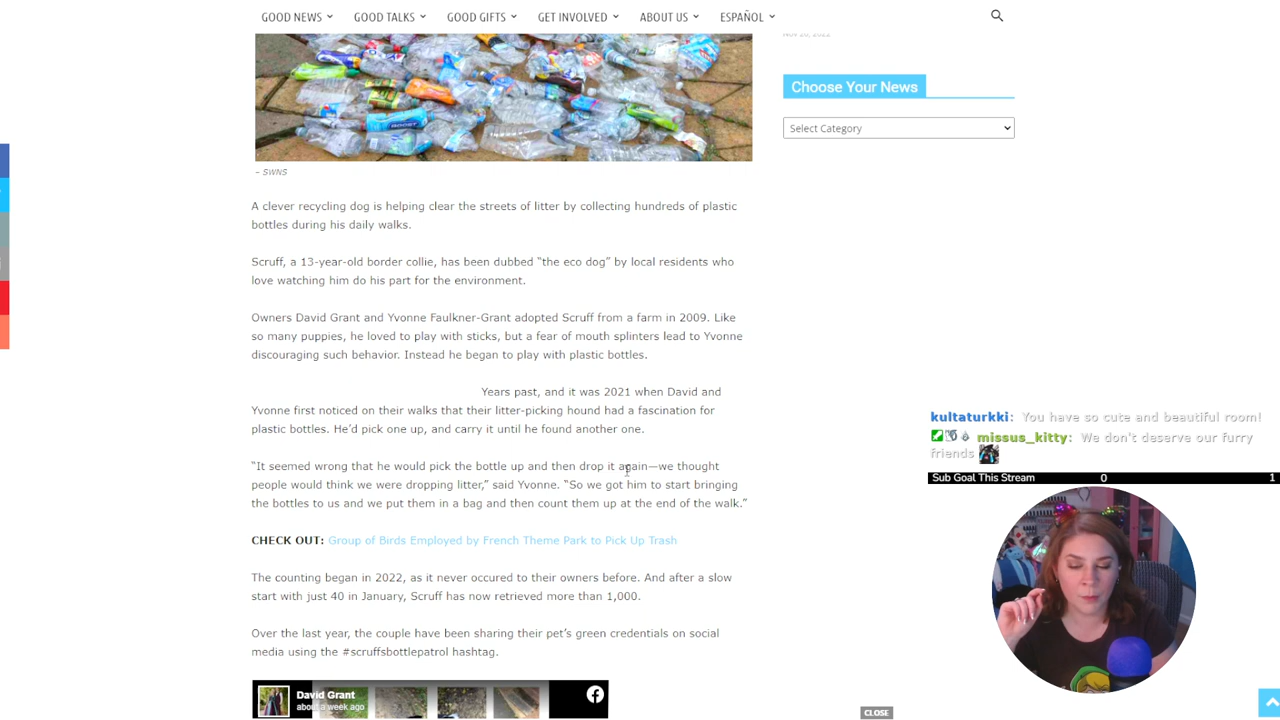 GOOD NEWS GOOD TALKS GOOD GIFTS GET INVOLVED ABOUT US ESPAÑOL
Choose Your News
Select Category
– SWNS
A clever recycling dog is helping clear the streets of litter by collecting hundreds of plastic
bottles during his daily walks.
Scruff, a 13-year-old border collie, has been dubbed “the eco dog” by local residents who
love watching him do his part for the environment.
Owners David Grant and Yvonne Faulkner-Grant adopted Scruff from a farm in 2009. Like
so many puppies, he loved to play with sticks, but a fear of mouth splinters lead to Yvonne
discouraging such behavior. Instead he began to play with plastic bottles.
Years past, and it was 2021 when David and
Yvonne first noticed on their walks that their litter-picking hound had a fascination for
plastic bottles. He’d pick one up, and carry it until he found another one.
“It seemed wrong that he would pick the bottle up and then drop it again—we thought
people would think we were dropping litter,” said Yvonne. “So we got him to start bringing
the bottles to us and we put them in a bag and then count them up at the end of the walk.”
CHECK OUT: Group of Birds Employed by French Theme Park to Pick Up Trash
The counting began in 2022, as it never occured to their owners before. And after a slow
start with just 40 in January, Scruff has now retrieved more than 1,000.
Over the last year, the couple have been sharing their pet’s green credentials on social
media using the #scruffsbottlepatrol hashtag.
David Grant
about a week ago
kultaturkki: You have so cute and beautiful room!
missus_kitty: We don't deserve our furry
friends
Sub Goal This Stream 0 1
CLOSE